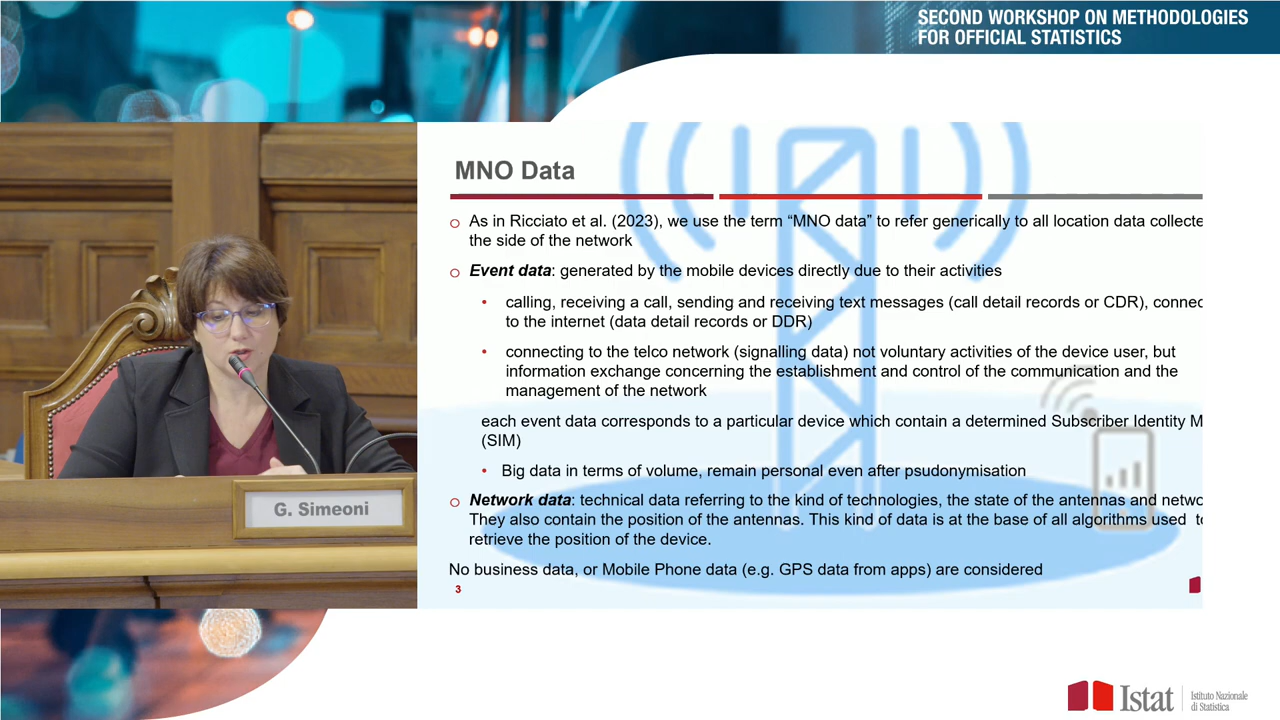 SECOND WORKSHOP ON METHODOLOGIES
FOR OFFICIAL STATISTICS
MNO Data
As in Ricciato et al. (2023), we use the term “MNO data” to refer generically to all location data collecte
the side of the network
Event data: generated by the mobile devices directly due to their activities
calling, receiving a call, sending and receiving text messages (call detail records or CDR), connec
to the internet (data detail records or DDR)
connecting to the telco network (signalling data) not voluntary activities of the device user, but
information exchange concerning the establishment and control of the communication and the
management of the network
each event data corresponds to a particular device which contain a determined Subscriber Identity M
(SIM)
Big data in terms of volume, remain personal even after psudonymisation
Network data: technical data referring to the kind of technologies, the state of the antennas and netwo
They also contain the position of the antennas. This kind of data is at the base of all algorithms used to
retrieve the position of the device.
No business data, or Mobile Phone data (e.g. GPS data from apps) are considered
3
G. Simeoni
Istat
Istituto Nazionale
di Statistica